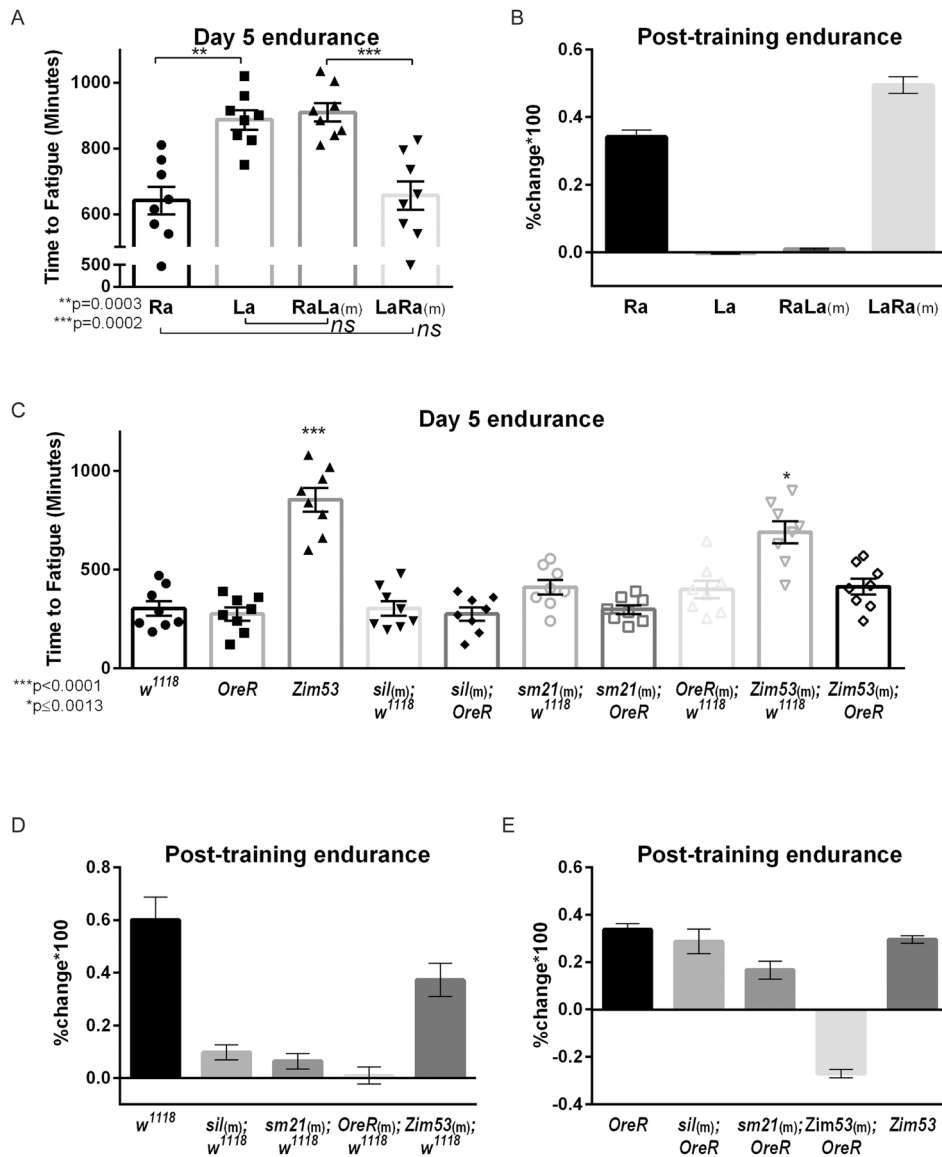 A
Day 5 endurance
**
***
Time to Fatigue (Minutes)
1000
800
600
500
0
Ra
La
RaLa(m)
LaRa(m)
**p=0.0003
***p=0.0002
ns
ns
B
Post-training endurance
%change*100
0.6
0.4
0.2
0.0
Ra
La
RaLa(m)
LaRa(m)
C
Day 5 endurance
Time to Fatigue (Minutes)
1000
500
0
***
*
***p<0.0001
*p≤0.0013
w1118
OreR
Zim53
sil(m);
w1118
sil(m);
OreR
sm21(m);
w1118
sm21(m);
OreR
OreR(m);
w1118
Zim53(m);
w1118
Zim53(m);
OreR
D
Post-training endurance
%change*100
0.8
0.6
0.4
0.2
0.0
w1118
sil(m);
w1118
sm21(m);
w1118
OreR(m);
w1118
Zim53(m);
w1118
E
Post-training endurance
%change*100
0.6
0.4
0.2
0.0
-0.2
-0.4
OreR
sil(m);
OreR
sm21(m);
OreR
Zim53(m);
OreR
Zim53